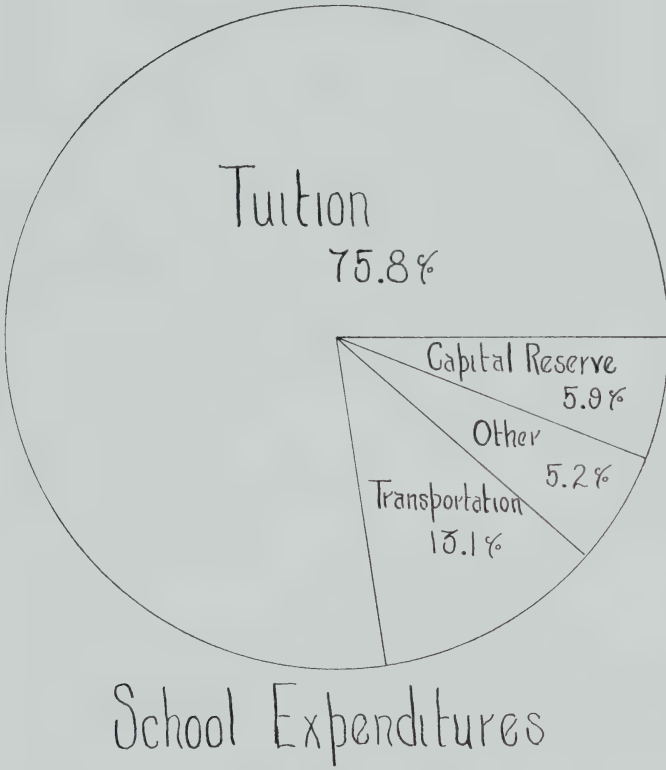 Tuition
75.8%
Capital Reserve
5.9%
Other
5.2%
Transportation
13.1%
School Expenditures